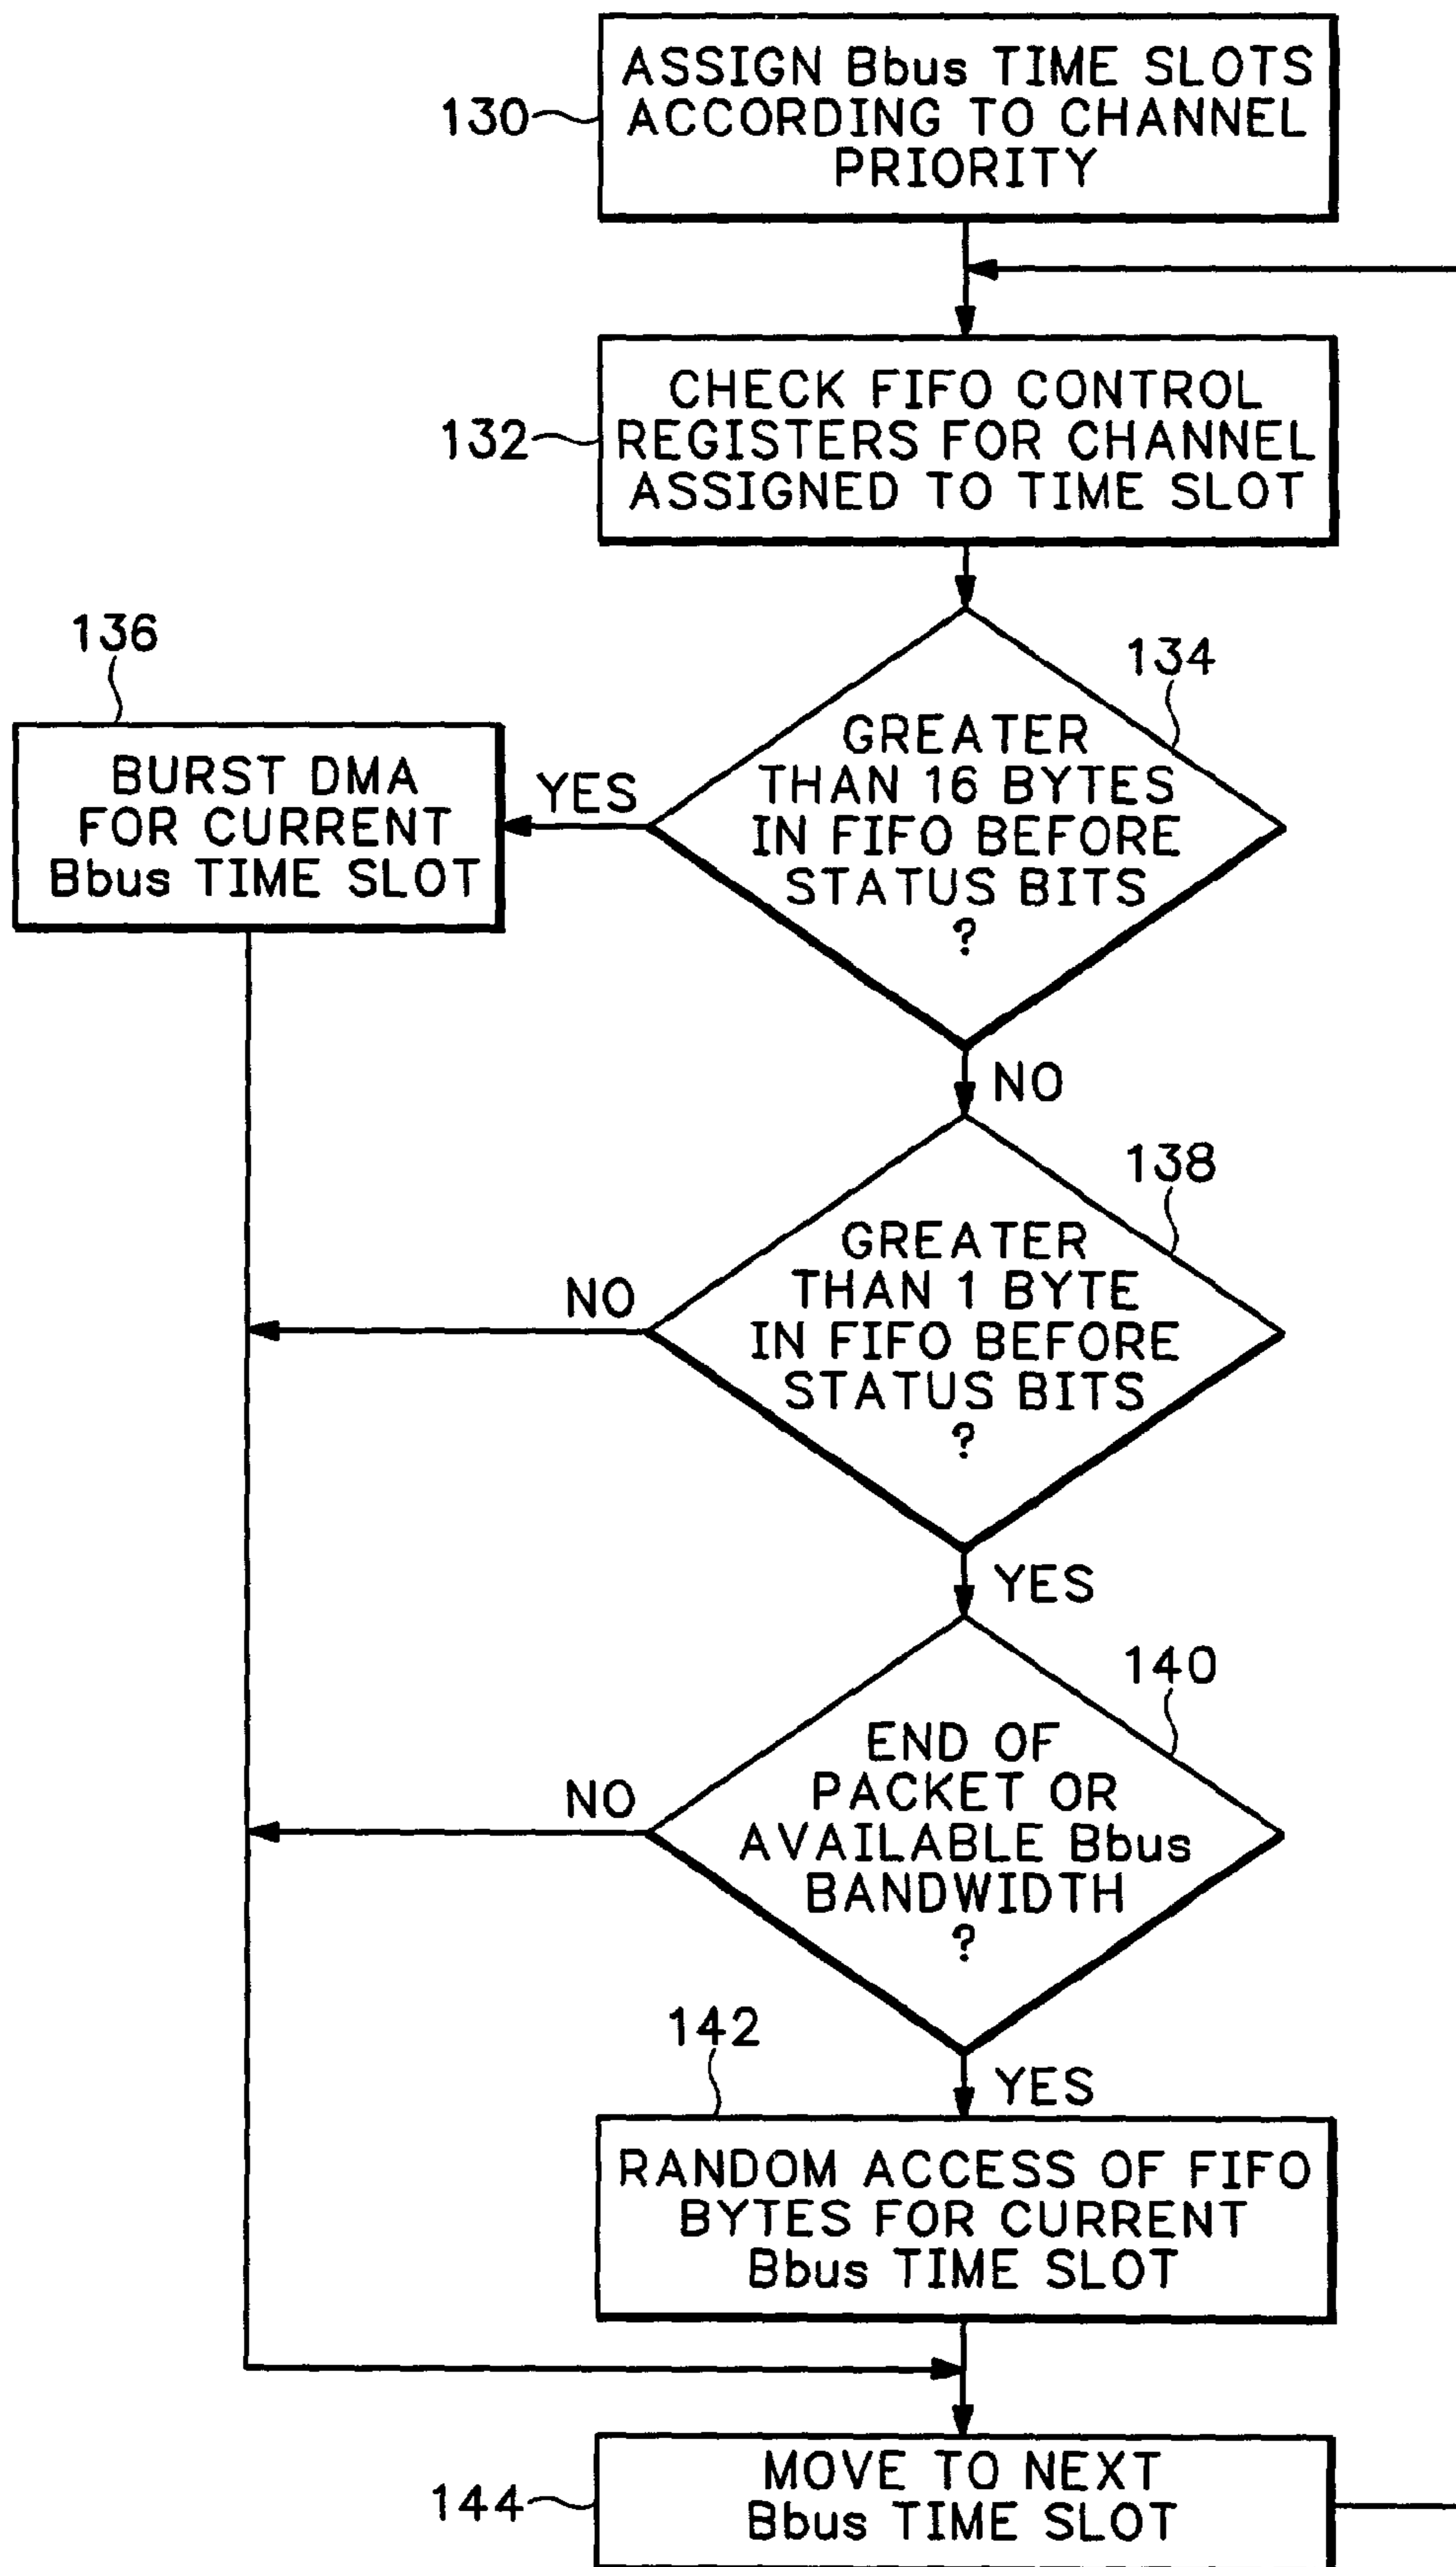 ASSIGN Bbus TIME SLOTS
ACCORDING TO CHANNEL
PRIORITY
130
CHECK FIFO CONTROL
REGISTERS FOR CHANNEL
ASSIGNED TO TIME SLOT
132
134
GREATER
THAN 16 BYTES
IN FIFO BEFORE
STATUS BITS
?
YES
136
BURST DMA
FOR CURRENT
Bbus TIME SLOT
NO
138
GREATER
THAN 1 BYTE
IN FIFO BEFORE
STATUS BITS
?
NO
YES
140
END OF
PACKET OR
AVAILABLE Bbus
BANDWIDTH
?
NO
YES
142
RANDOM ACCESS OF FIFO
BYTES FOR CURRENT
Bbus TIME SLOT
144
MOVE TO NEXT
Bbus TIME SLOT